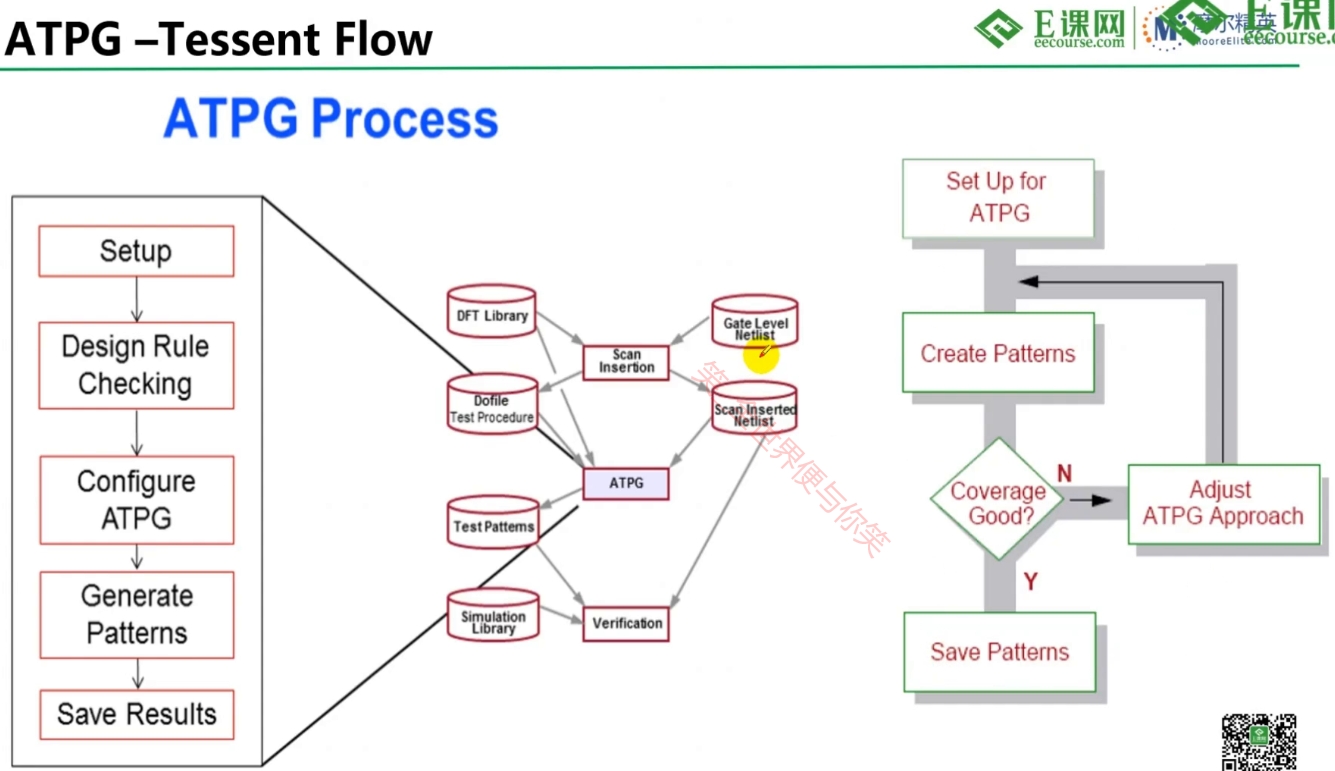 ATPG –Tessent Flow
E课网
eecourse.com
摩尔精英
MooreElite.com
E课网
eecourse.c
ATPG Process
Setup
Design Rule
Checking
Configure
ATPG
Generate
Patterns
Save Results
DFT Library
Gate Level
Netlist
Scan
Insertion
Dofile
Test Procedure
Scan Inserted
Netlist
ATPG
Test Patterns
Simulation
Library
Verification
世界便与你笑
Set Up for
ATPG
Create Patterns
Coverage
Good?
N
Adjust
ATPG Approach
Y
Save Patterns